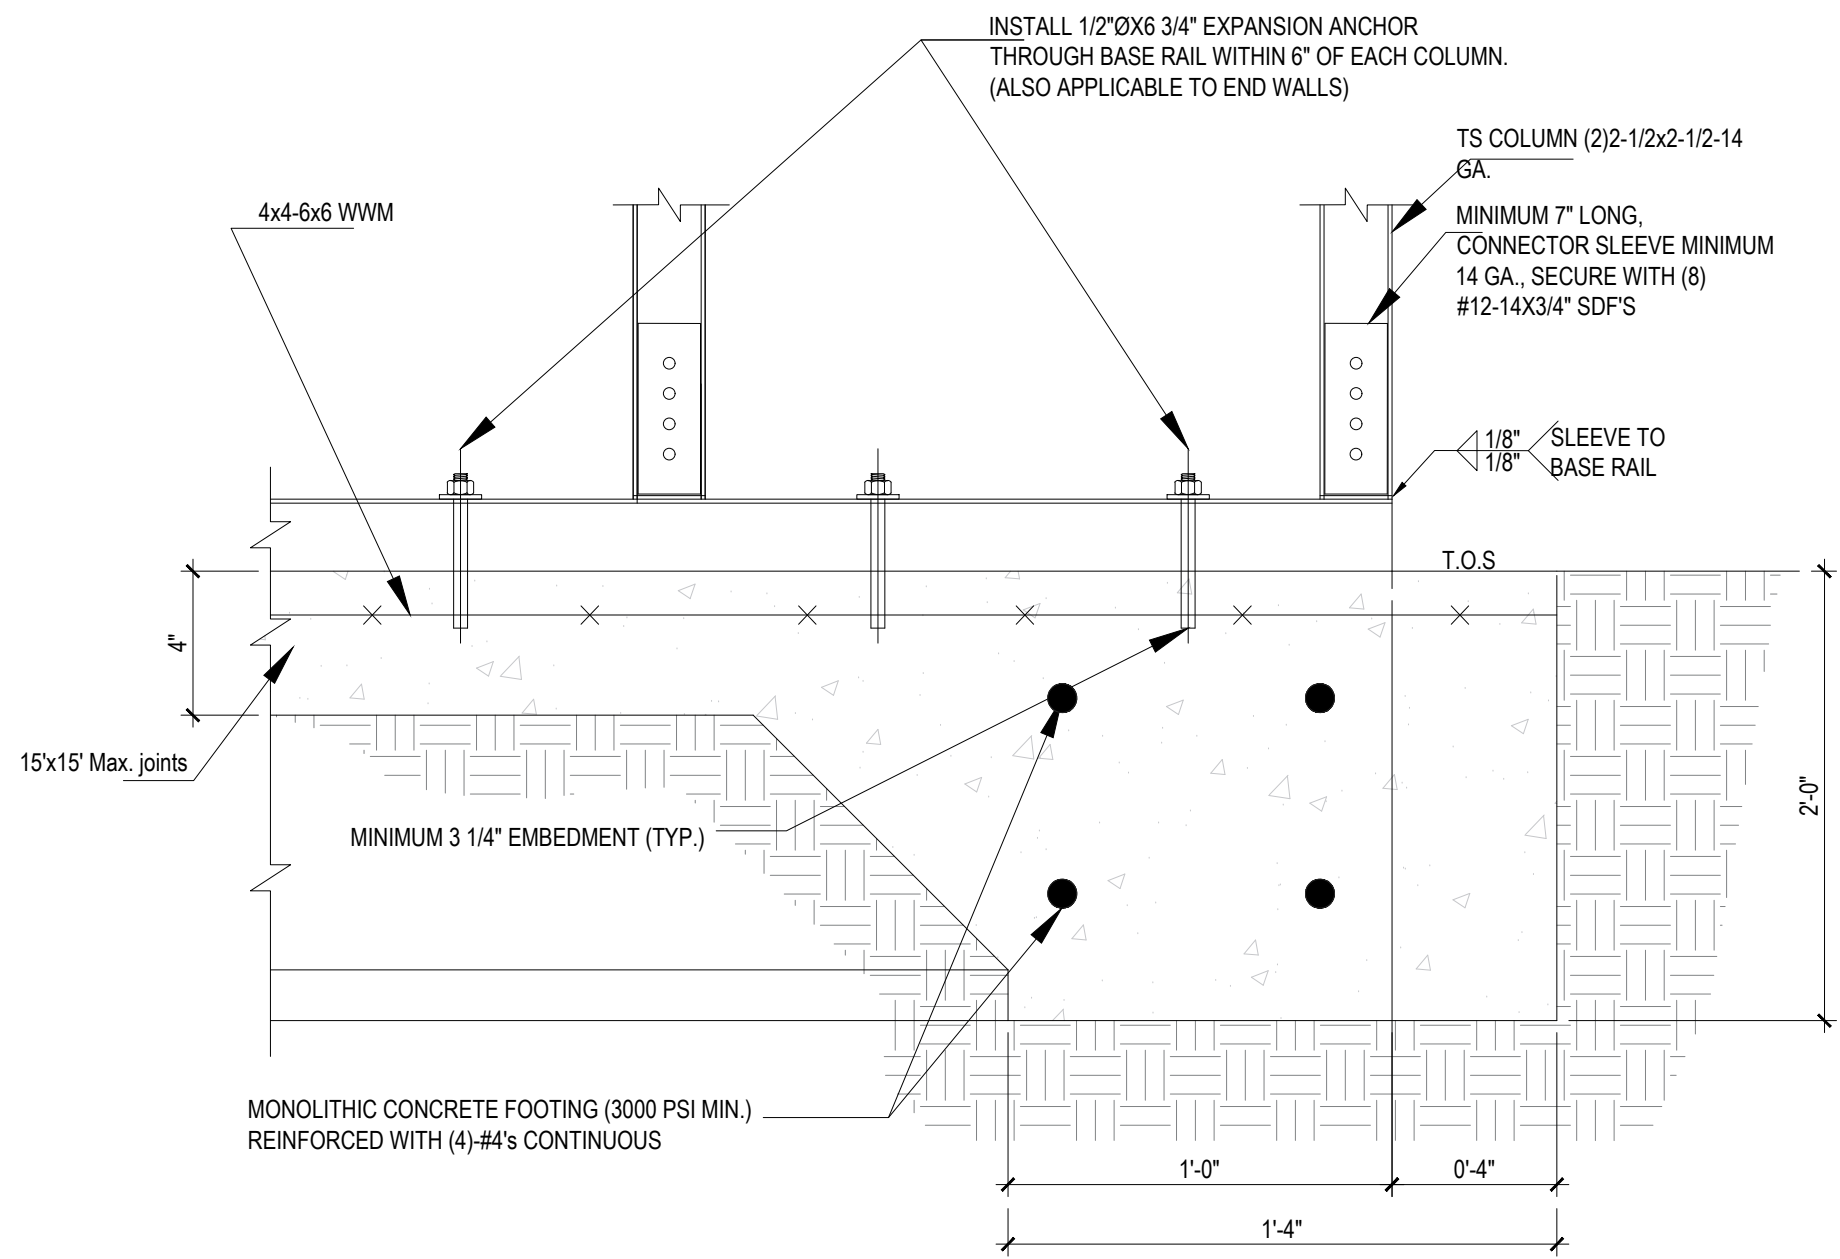 INSTALL 1/2"ØX6 3/4" EXPANSION ANCHOR
THROUGH BASE RAIL WITHIN 6" OF EACH COLUMN.
(ALSO APPLICABLE TO END WALLS)
TS COLUMN (2)2-1/2x2-1/2-14
GA.
4x4-6x6 WWM
MINIMUM 7" LONG,
CONNECTOR SLEEVE MINIMUM
14 GA., SECURE WITH (8)
#12-14X3/4" SDF'S
1/8"
1/8"
SLEEVE TO
BASE RAIL
T.O.S
4"
15'x15' Max. joints
2'-0"
MINIMUM 3 1/4" EMBEDMENT (TYP.)
MONOLITHIC CONCRETE FOOTING (3000 PSI MIN.)
REINFORCED WITH (4)-#4's CONTINUOUS
1'-0"
0'-4"
1'-4"